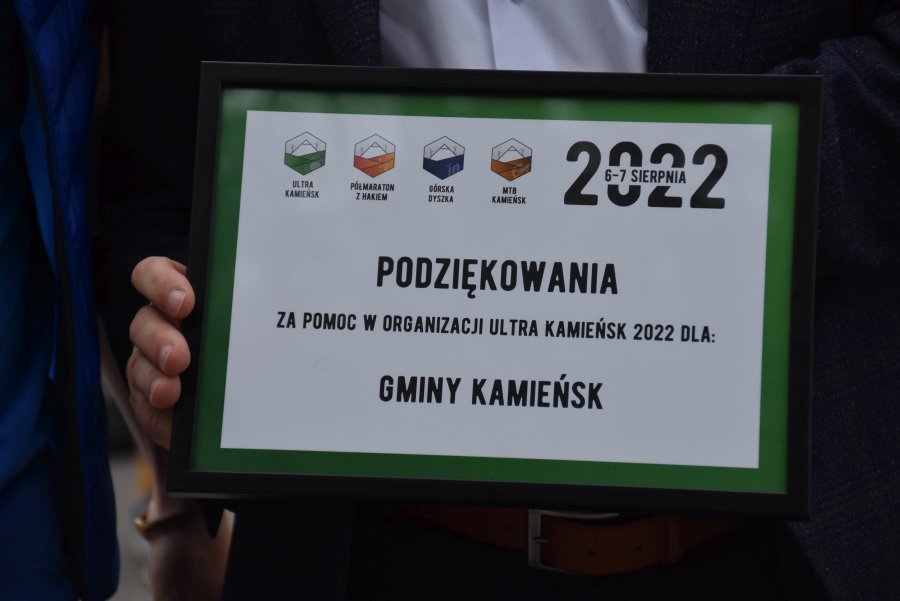 ULTRA
KAMIEŃSK
PÓŁMARATON
Z HAKIEM
GÓRSKA
DYSZKA
MTB
KAMIEŃSK
2022
6-7 SIERPNIA
PODZIĘKOWANIA
ZA POMOC W ORGANIZACJI ULTRA KAMIEŃSK 2022 DLA:
GMINY KAMIEŃSK